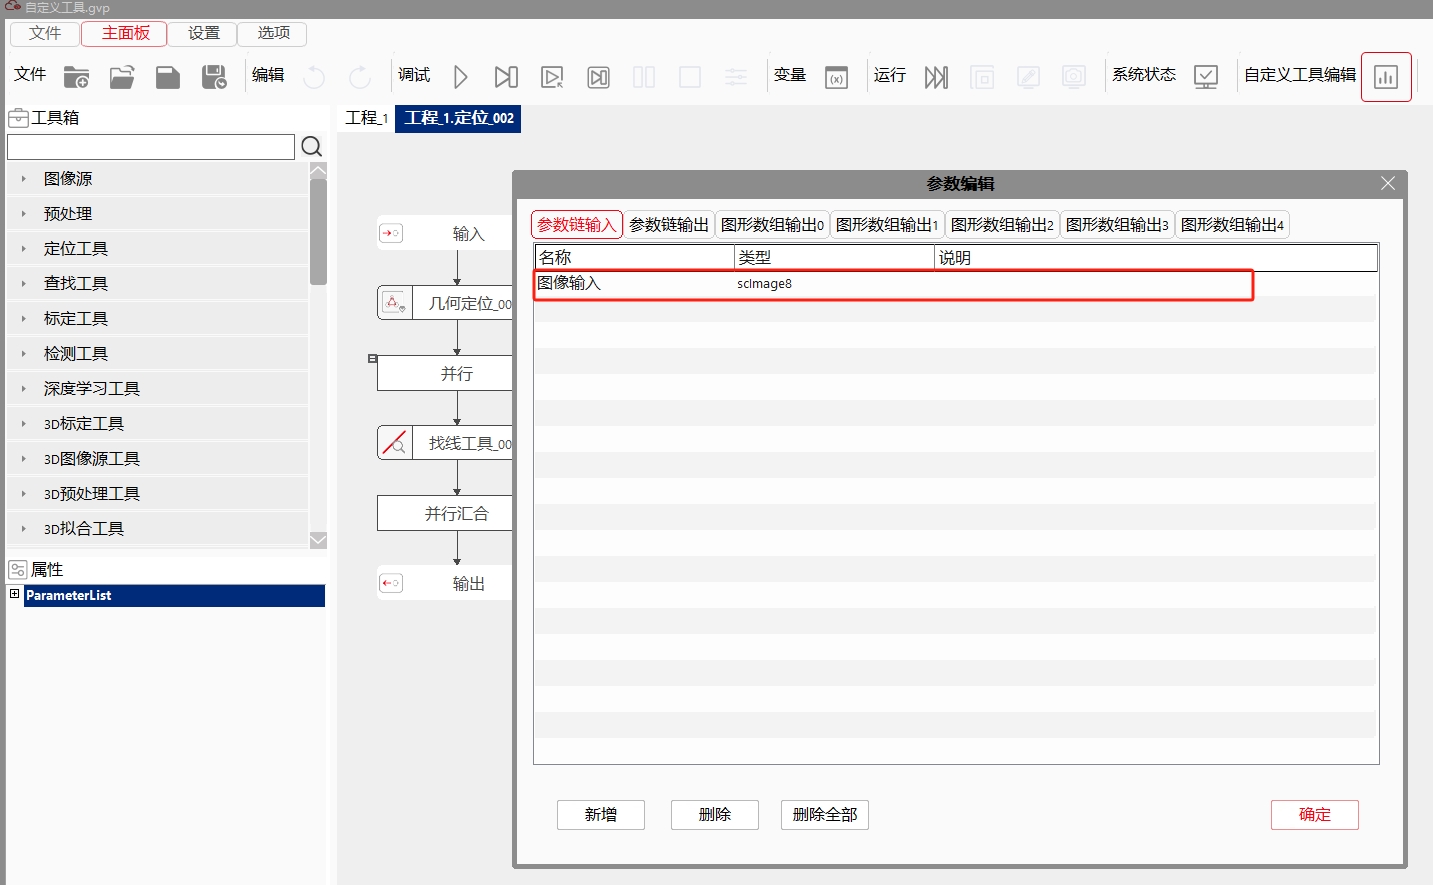 自定义工具.gvp
文件 主面板 设置 选项
文件 编辑 调试 变量 (x) 运行 系统状态 自定义工具编辑
工具箱
图像源
预处理
定位工具
查找工具
标定工具
检测工具
深度学习工具
3D标定工具
3D图像源工具
3D预处理工具
3D拟合工具
属性
ParameterList
工程_1 工程_1.定位_002
输入
几何定位_00
并行
找线工具_00
并行汇合
输出
参数编辑
参数链输入 参数链输出 图形数组输出0 图形数组输出1 图形数组输出2 图形数组输出3 图形数组输出4
名称 类型 说明
图像输入 scImage8
新增 删除 删除全部 确定